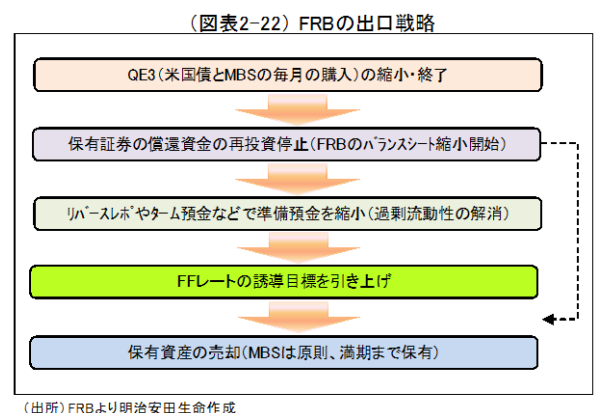 (図表2-22) FRBの出口戦略
QE3(米国債とMBSの毎月の購入)の縮小・終了
保有証券の償還資金の再投資停止(FRBのﾊﾞﾗﾝｽｼｰﾄ縮小開始)
ﾘﾊﾞｰｽﾚﾎﾟやﾀｰﾑ預金などで準備預金を縮小(過剰流動性の解消)
FFレートの誘導目標を引き上げ
保有資産の売却(MBSは原則、満期まで保有)
(出所)FRBより明治安田生命作成